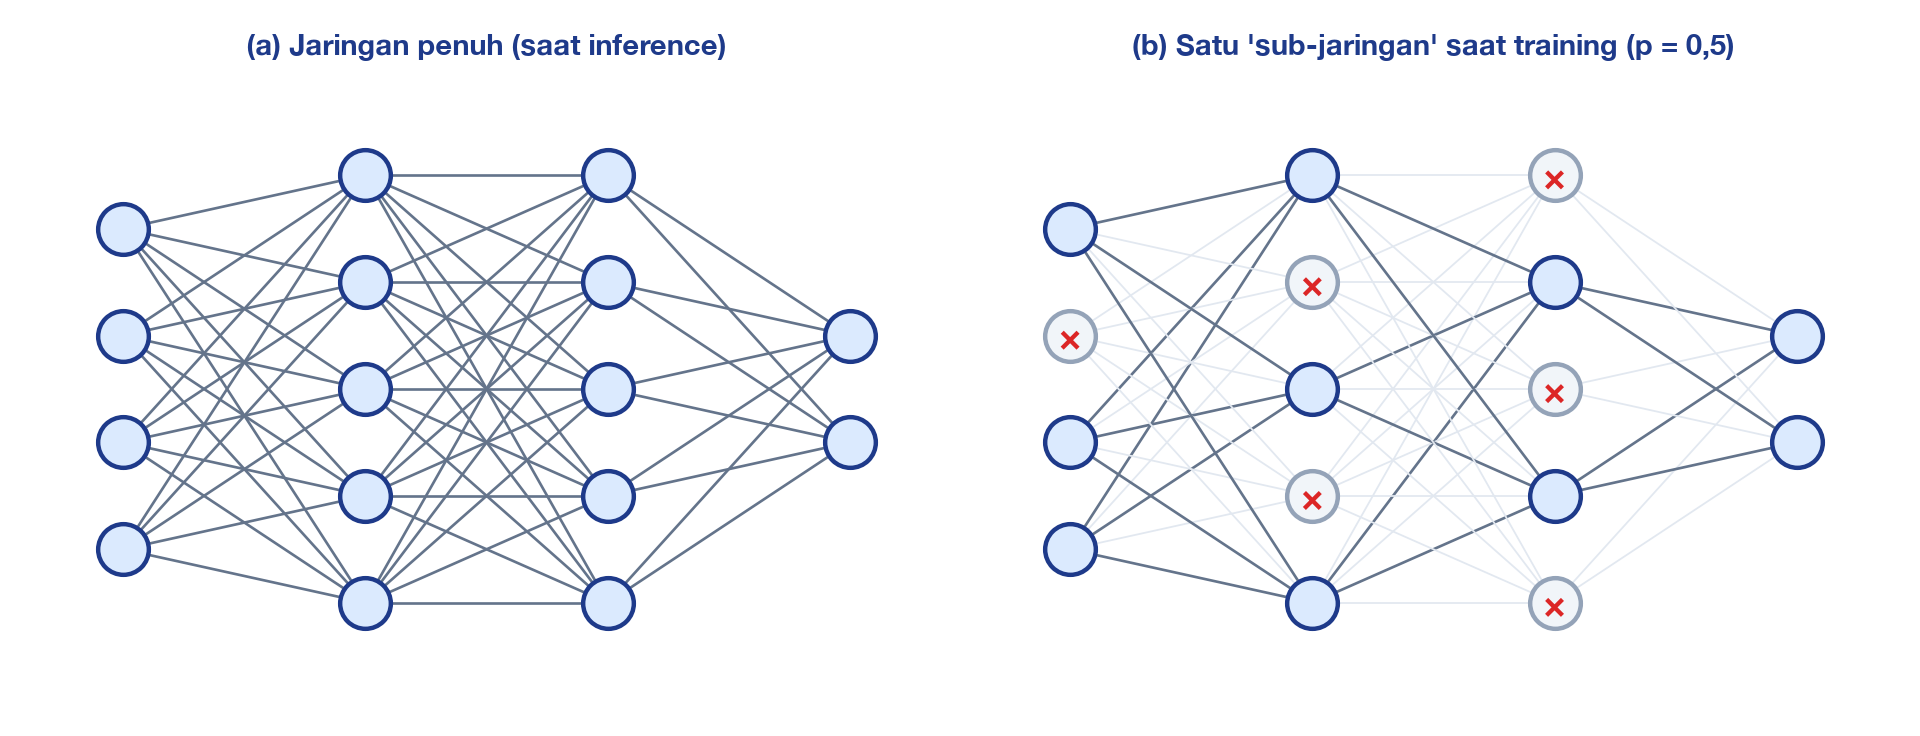 (a) Jaringan penuh (saat inference)
(b) Satu 'sub-jaringan' saat training (p = 0,5)